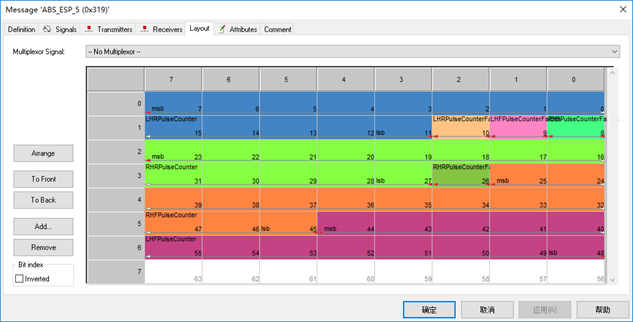 Message 'ABS_ESP_5 (0x319)'
Definition Signals Transmitters Receivers Layout Attributes Comment
Multiplexor Signal: -- No Multiplexor --
7 6 5 4 3 2 1 0
0 msb 7 6 5 4 3 2 1 0
LHRPulseCounter LHRPulseCounterFa LHFPulseCounterFa
1 15 14 13 12 lsb 11 10 9 8
Arrange
2 msb 23 22 21 20 19 18 17 16
RHRPulseCounter RHRPulseCounterFa
To Front
3 31 30 29 28 lsb 27 26 msb 25 24
To Back
4 39 38 37 36 35 34 33 32
RHFPulseCounter
Add...
5 47 46 lsb 45 msb 44 43 42 41 40
LHFPulseCounter
Remove
6 55 54 53 52 51 50 49 lsb 48
Bit index
7 63 62 61 60 59 58 57 56
Inverted
确定 取消 应用(A) 帮助